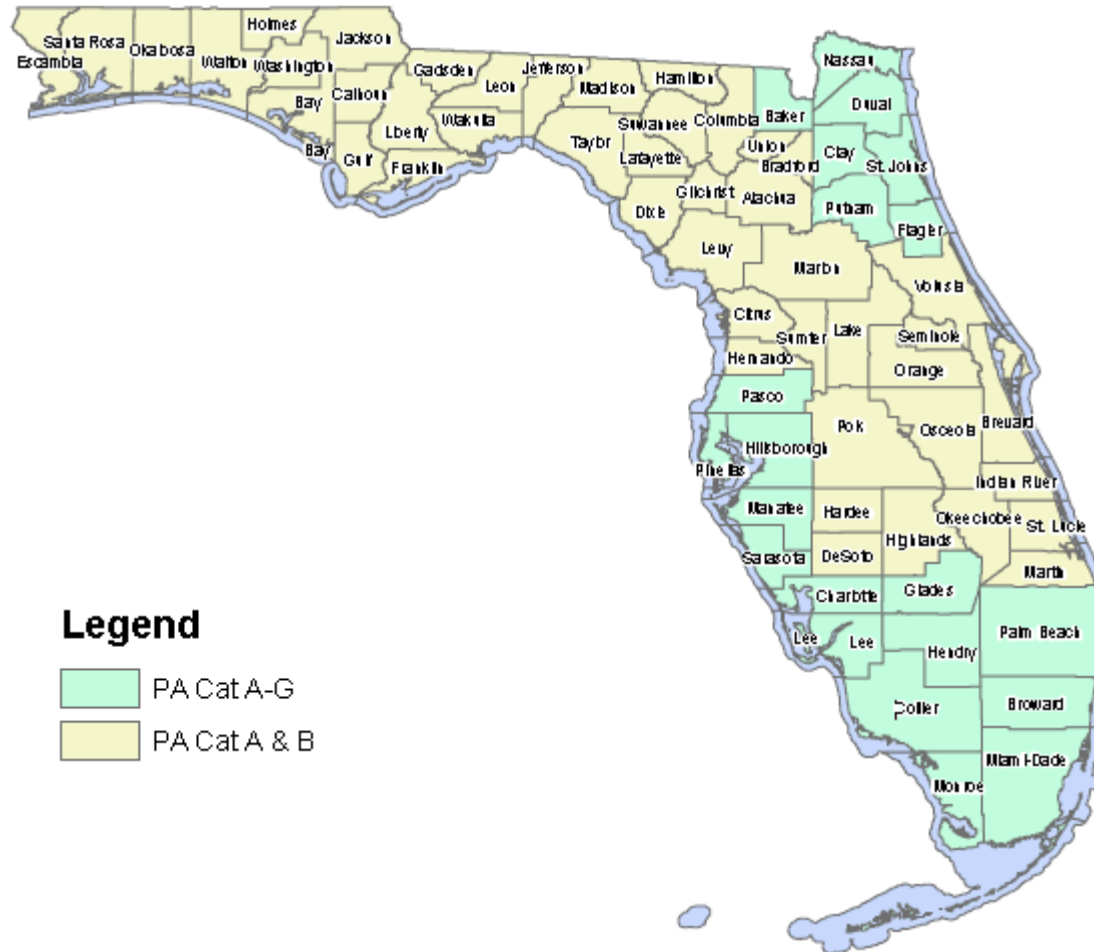 Holmes
Jackson
Santa Rosa
Okabosa
Escambia
Walton
Washington
Gadsden
Jefferson
Leon
Madison
Hamilton
Nassau
Bay
Calhoun
Liberty
Wakulla
Taybr
Suwannee
Columbia
Baker
Duval
Bay
Gulf
Franklin
Lafayette
Union
Bradford
Clay
St. Johns
Dixie
Gilchrist
Alachua
Putnam
Flagler
Levy
Marbn
Volusia
Citrus
Sumter
Lake
Seminole
Hernando
Orange
Pasco
Polk
Osceola
Brevard
Hillsborough
Pinellas
Indian River
Manatee
Hardee
Okeechobee
St. Lucie
Highlands
Sarasota
DeSoto
Martin
Charbtte
Glades
Legend
Lee
Lee
Hendry
Palm Beach
PA Cat A-G
Collier
Broward
PA Cat A & B
Miami-Dade
Monroe